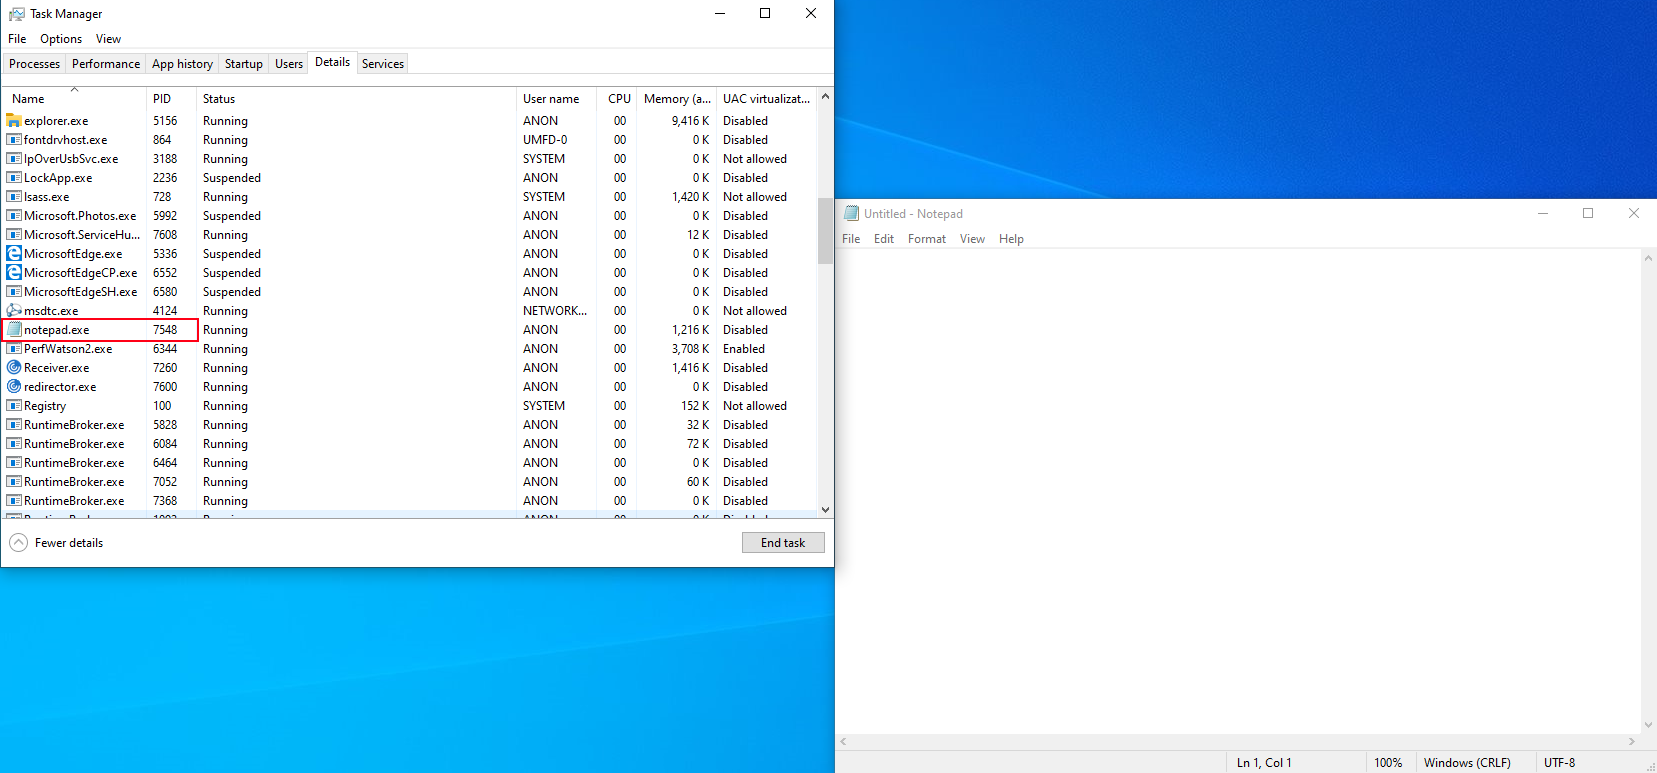 Task Manager
File Options View
Processes Performance App history Startup Users Details Services
Name PID Status User name CPU Memory (a... UAC virtualizat...
explorer.exe 5156 Running ANON 00 9,416 K Disabled
fontdrvhost.exe 864 Running UMFD-0 00 0 K Disabled
IpOverUsbSvc.exe 3188 Running SYSTEM 00 0 K Not allowed
LockApp.exe 2236 Suspended ANON 00 0 K Disabled
lsass.exe 728 Running SYSTEM 00 1,420 K Not allowed
Microsoft.Photos.exe 5992 Suspended ANON 00 0 K Disabled
Microsoft.ServiceHu... 7608 Running ANON 00 12 K Disabled
MicrosoftEdge.exe 5336 Suspended ANON 00 0 K Disabled
MicrosoftEdgeCP.exe 6552 Suspended ANON 00 0 K Disabled
MicrosoftEdgeSH.exe 6580 Suspended ANON 00 0 K Disabled
msdtc.exe 4124 Running NETWORK... 00 0 K Not allowed
notepad.exe 7548 Running ANON 00 1,216 K Disabled
PerfWatson2.exe 6344 Running ANON 00 3,708 K Enabled
Receiver.exe 7260 Running ANON 00 1,416 K Disabled
redirector.exe 7600 Running ANON 00 0 K Disabled
Registry 100 Running SYSTEM 00 152 K Not allowed
RuntimeBroker.exe 5828 Running ANON 00 32 K Disabled
RuntimeBroker.exe 6084 Running ANON 00 72 K Disabled
RuntimeBroker.exe 6464 Running ANON 00 0 K Disabled
RuntimeBroker.exe 7052 Running ANON 00 60 K Disabled
RuntimeBroker.exe 7368 Running ANON 00 0 K Disabled
Fewer details End task
Untitled - Notepad
File Edit Format View Help
Ln 1, Col 1 100% Windows (CRLF) UTF-8